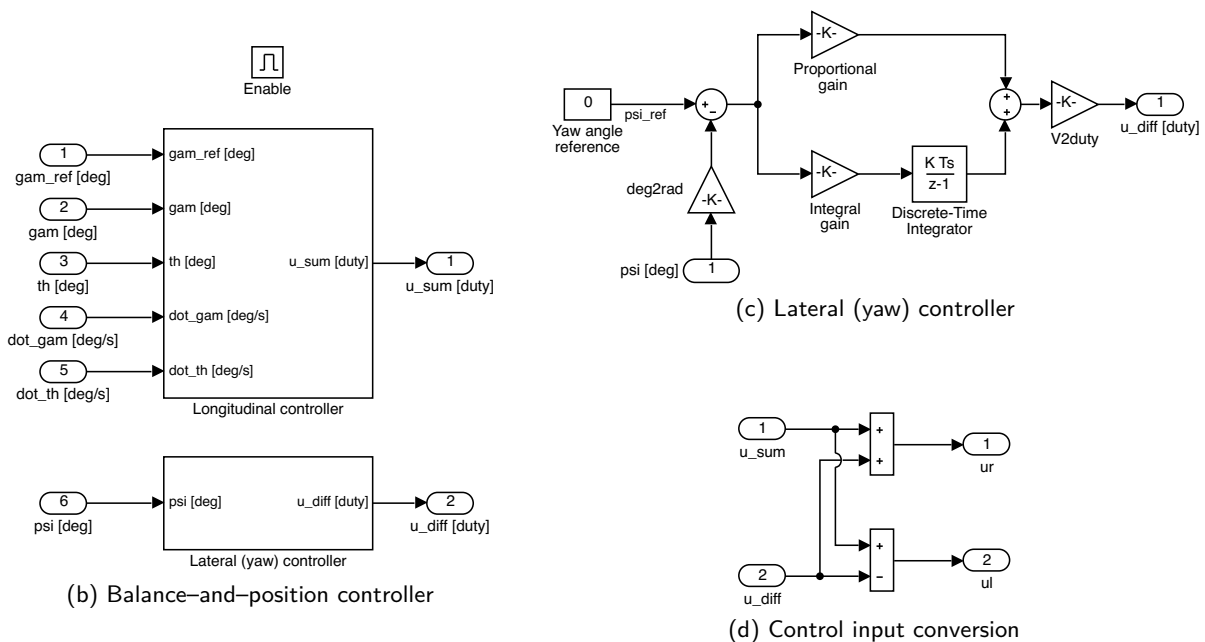 Enable
1
gam_ref [deg]
gam_ref [deg]
2
gam [deg]
gam [deg]
3
th [deg]
th [deg]
u_sum [duty]
1
u_sum [duty]
4
dot_gam [deg/s]
dot_gam [deg/s]
5
dot_th [deg/s]
dot_th [deg/s]
Longitudinal controller
6
psi [deg]
psi [deg]
u_diff [duty]
2
u_diff [duty]
Lateral (yaw) controller
(b) Balance–and–position controller
-K-
Proportional
gain
0
psi_ref
Yaw angle
reference
+
−
+
+
-K-
V2duty
1
u_diff [duty]
deg2rad
-K-
-K-
Integral
gain
K Ts
z-1
Discrete-Time
Integrator
psi [deg]
1
(c) Lateral (yaw) controller
1
u_sum
+
+
1
ur
2
u_diff
+
−
2
ul
(d) Control input conversion